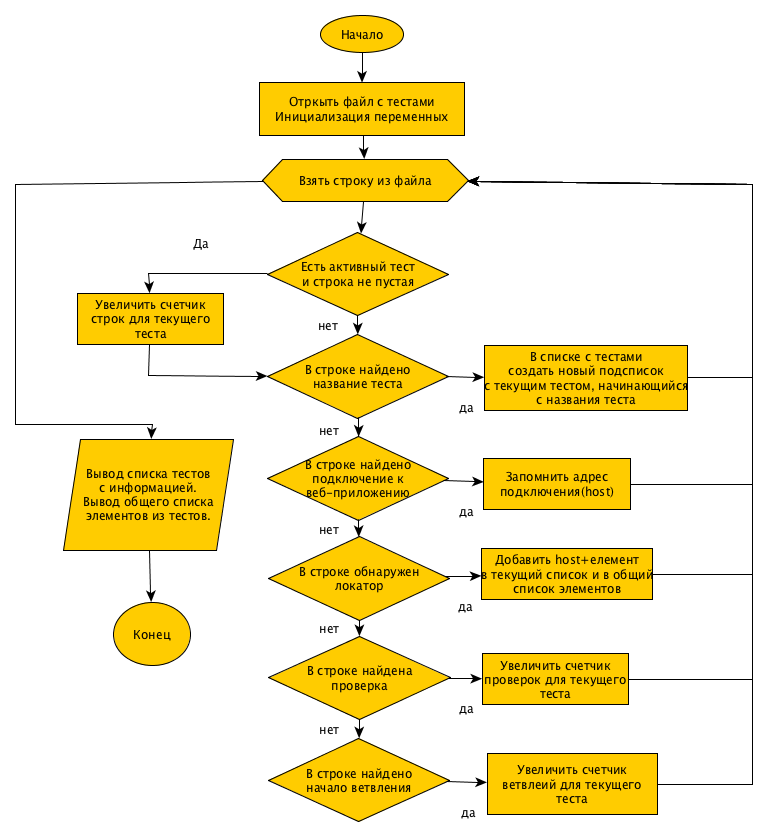 Начало
Отркыть файл с тестами
Инициализация переменных
Взять строку из файла
Да
Есть активный тест
и строка не пустая
Увеличить счетчик
строк для текущего
теста
нет
В строке найдено
название теста
да
В списке с тестами
создать новый подсписок
с текущим тестом, начинающийся
с названия теста
нет
В строке найдено
подключение к
веб-приложению
да
Запомнить адрес
подключения(host)
Вывод списка тестов
с информацией.
Вывод общего списка
элементов из тестов.
нет
В строке обнаружен
локатор
да
Добавить host+елемент
в текущий список и в общий
список элементов
Конец
нет
В строке найдена
проверка
да
Увеличить счетчик
проверок для текущего
теста
нет
В строке найдено
начало ветвления
да
Увеличить счетчик
ветвлеий для текущего
теста